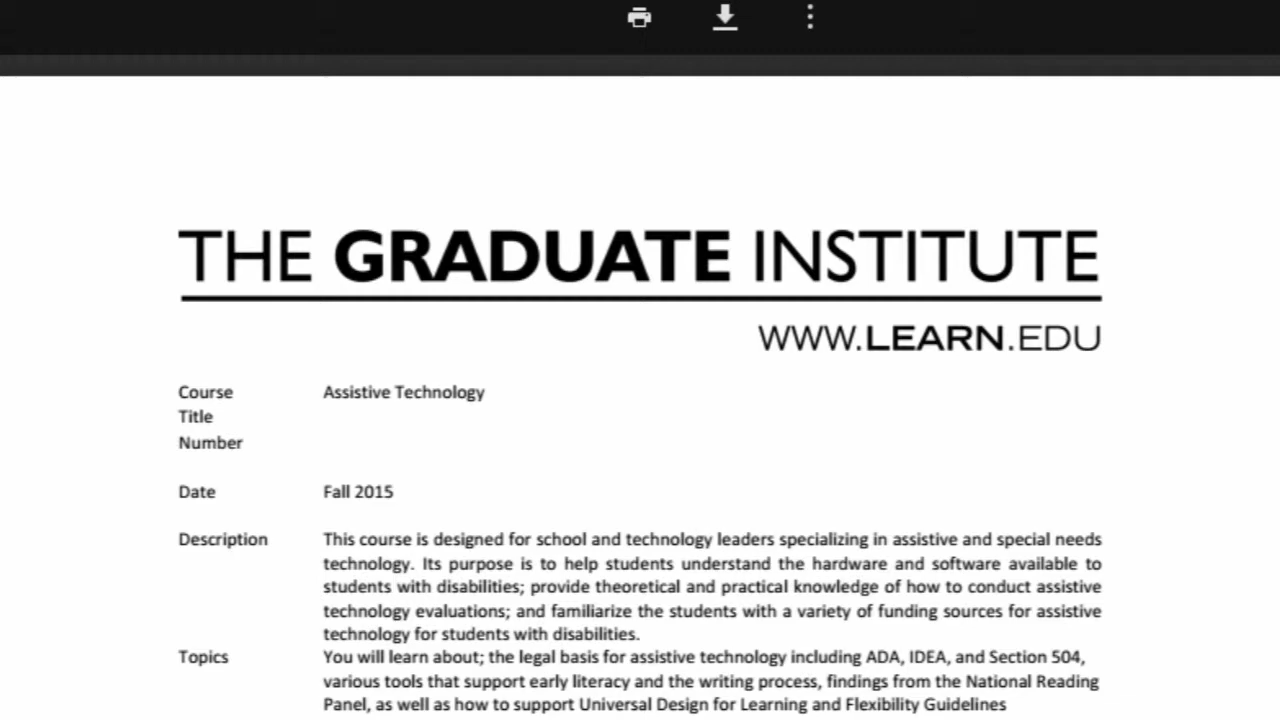 THE GRADUATE INSTITUTE
WWW.LEARN.EDU
Course Assistive Technology
Title
Number
Date Fall 2015
Description This course is designed for school and technology leaders specializing in assistive and special needs
technology. Its purpose is to help students understand the hardware and software available to
students with disabilities; provide theoretical and practical knowledge of how to conduct assistive
technology evaluations; and familiarize the students with a variety of funding sources for assistive
technology for students with disabilities.
Topics You will learn about; the legal basis for assistive technology including ADA, IDEA, and Section 504,
various tools that support early literacy and the writing process, findings from the National Reading
Panel, as well as how to support Universal Design for Learning and Flexibility Guidelines